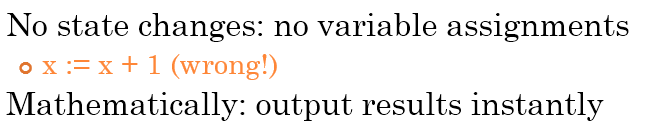 No state changes: no variable assignments
o x := x + 1 (wrong!)
Mathematically: output results instantly